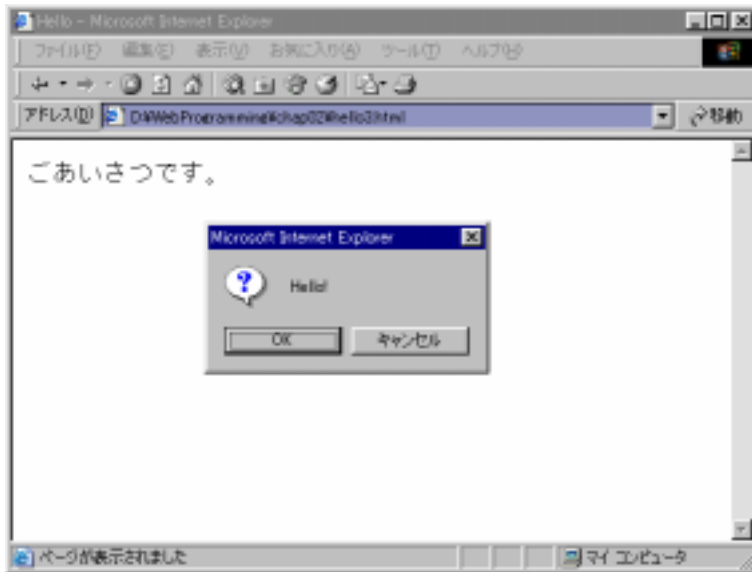 Hello - Microsoft Internet Explorer
ファイル(F) 編集(E) 表示(V) お気に入り(A) ツール(T) ヘルプ(H)
アドレス(D) D:¥WebProgramming¥chap02¥hello3.html 移動
ごあいさつです。
Microsoft Internet Explorer
Hello!
OK キャンセル
ページが表示されました マイ コンピュータ